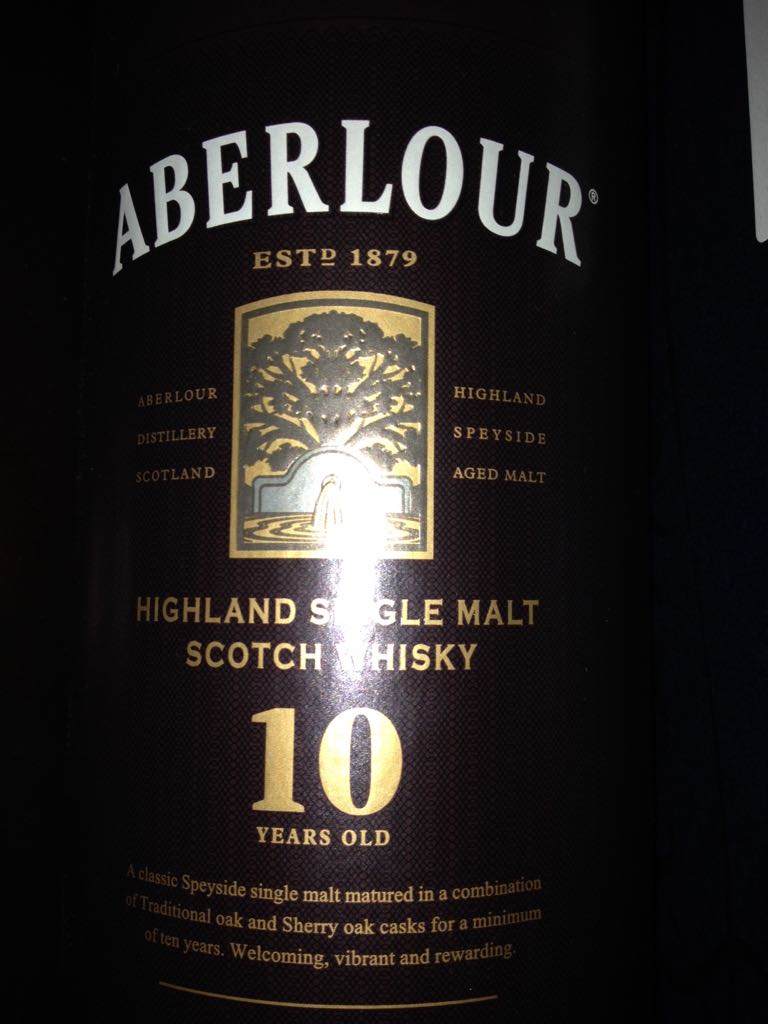 ABERLOUR®
ESTD 1879
ABERLOUR
DISTILLERY
SCOTLAND
HIGHLAND
SPEYSIDE
AGED MALT
HIGHLAND SINGLE MALT
SCOTCH WHISKY
10
YEARS OLD
A classic Speyside single malt matured in a combination
of Traditional oak and Sherry oak casks for a minimum
of ten years. Welcoming, vibrant and rewarding.